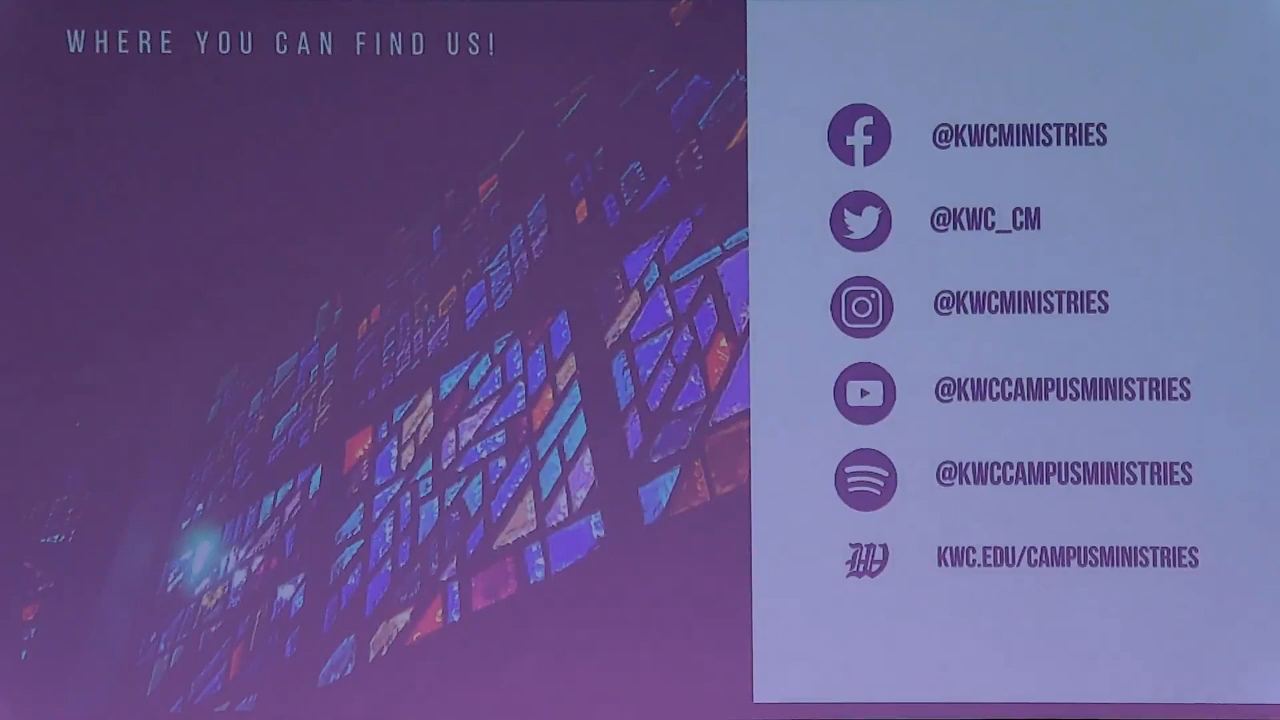 WHERE YOU CAN FIND US!
@KWCMINISTRIES
@KWC_CM
@KWCMINISTRIES
@KWCCAMPUSMINISTRIES
@KWCCAMPUSMINISTRIES
W KWC.EDU/CAMPUSMINISTRIES